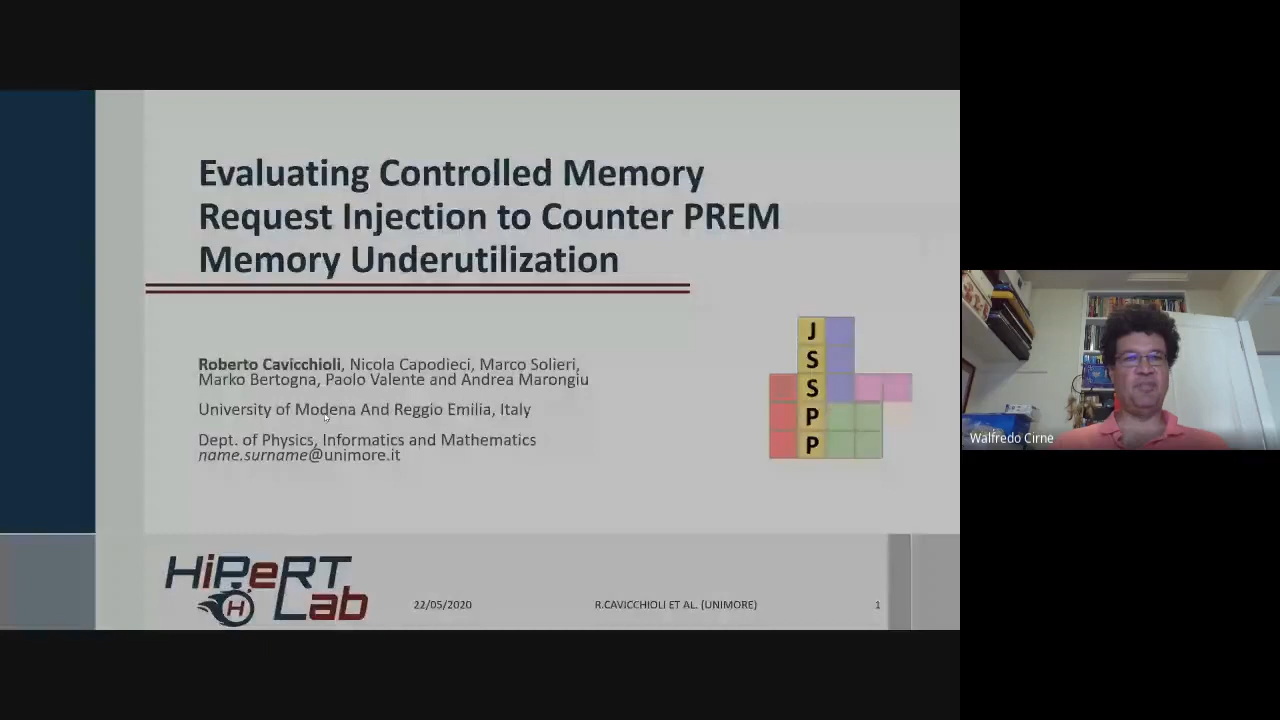 Evaluating Controlled Memory
Request Injection to Counter PREM
Memory Underutilization
Roberto Cavicchioli, Nicola Capodieci, Marco Solieri,
Marko Bertogna, Paolo Valente and Andrea Marongiu
University of Modena And Reggio Emilia, Italy
Dept. of Physics, Informatics and Mathematics
name.surname@unimore.it
J
S
S
P
P
HiPeRT
Lab
H
22/05/2020
R.CAVICCHIOLI ET AL. (UNIMORE)
1
Walfredo Cirne